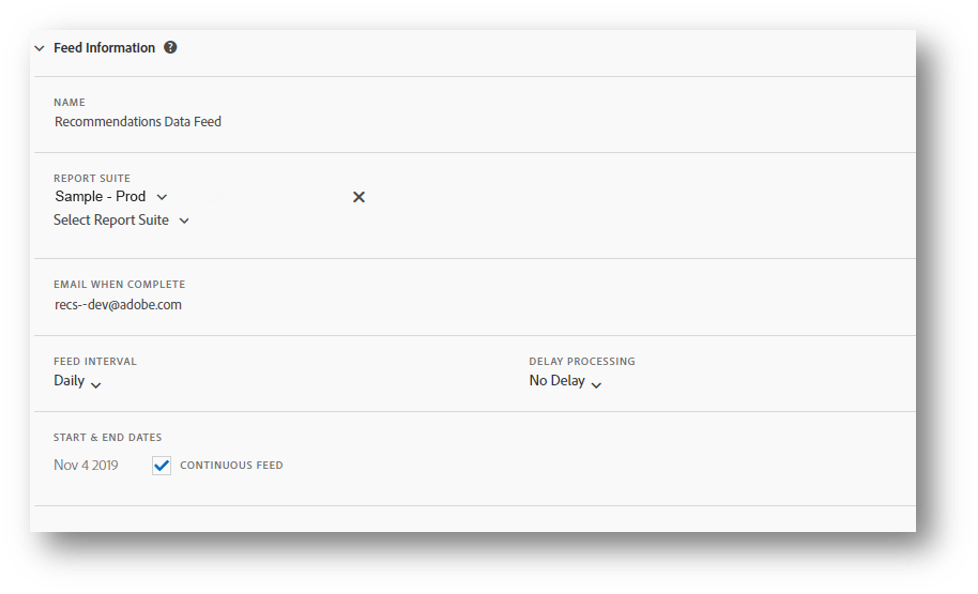 Feed Information ?
NAME
Recommendations Data Feed
REPORT SUITE
Sample - Prod
Select Report Suite
EMAIL WHEN COMPLETE
recs--dev@adobe.com
FEED INTERVAL
DELAY PROCESSING
Daily
No Delay
START & END DATES
Nov 4 2019
CONTINUOUS FEED